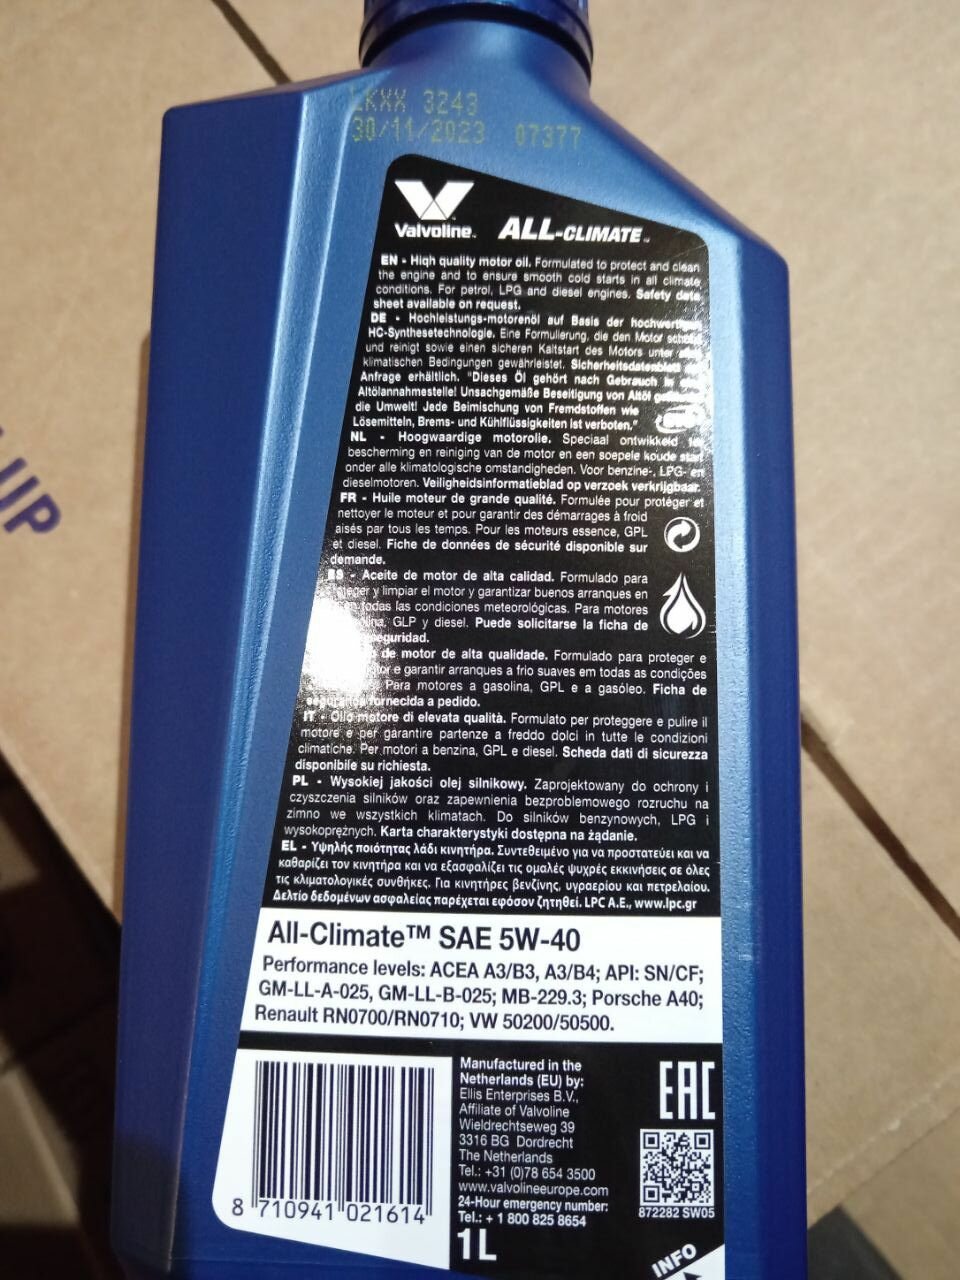 LKXX 3243
30/11/2023 07377
Valvoline™ ALL-CLIMATE™
EN - High quality motor oil. Formulated to protect and clean
the engine and to ensure smooth cold starts in all climate
conditions. For petrol, LPG and diesel engines. Safety data
sheet available on request.
DE - Hochleistungs-motorenöl auf Basis der
HC-Synthesetechnologie. Eine Formulierung, die den Motor
und reinigt sowie einen sicheren Kaltstart des Motors unter
klimatischen Bedingungen gewährleistet. Sicherheitsdatenblatt
Anfrage erhältlich. "Dieses Öl gehört nach Gebrauch
Altölannahmestelle! Unsachgemäße Beseitigung von Altöl
die Umwelt! Jede Beimischung von Fremdstoffen wie
Lösemitteln, Brems- und Kühlflüssigkeiten ist verboten."
NL - Hoogwaardige motorolie. Speciaal ontwikkeld
bescherming en reiniging van de motor en een soepele koude start
onder alle klimatologische omstandigheden. Voor benzine-, LPG- en
dieselmotoren. Veiligheidsinformatieblad op verzoek verkrijgbaar.
FR - Huile moteur de grande qualité. Formulée pour protéger et
nettoyer le moteur et pour garantir des démarrages à froid
aisés par tous les temps. Pour les moteurs essence, GPL
et diesel. Fiche de données de sécurité disponible sur
demande.
ES - Aceite de motor de alta calidad. Formulado para
y limpiar el motor y garantizar buenos arranques en
todas las condiciones meteorológicas. Para motores
GLP y diesel. Puede solicitarse la ficha de
seguridad.
de motor de alta qualidade. Formulado para proteger e
e garantir arranques a frio suaves em todas as condições
Para motores a gasolina, GPL e a gasóleo. Ficha de
segurança fornecida a pedido.
IT - Olio motore di elevata qualità. Formulato per proteggere e pulire il
motore e per garantire partenze a freddo dolci in tutte le condizioni
climatiche. Per motori a benzina, GPL e diesel. Scheda dati di sicurezza
disponibile su richiesta.
PL - Wysokiej jakości olej silnikowy. Zaprojektowany do ochrony i
czyszczenia silników oraz zapewnienia bezproblemowego rozruchu na
zimno we wszystkich klimatach. Do silników benzynowych, LPG i
wysokoprężnych. Karta charakterystyki dostępna na żądanie.
EL - Υψηλής ποιότητας λάδι κινητήρα. Συντεθειμένο για να προστατεύει και να
καθαρίζει τον κινητήρα και να εξασφαλίζει τις ομαλές ψυχρές εκκινήσεις σε όλες
τις κλιματολογικές συνθήκες. Για κινητήρες βενζίνης, υγραερίου και πετρελαίου.
Δελτίο δεδομένων ασφαλείας παρέχεται εφόσον ζητηθεί. LPC A.E., www.lpc.gr
All-Climate™ SAE 5W-40
Performance levels: ACEA A3/B3, A3/B4; API: SN/CF;
GM-LL-A-025, GM-LL-B-025; MB-229.3; Porsche A40;
Renault RN0700/RN0710; VW 50200/50500.
Manufactured in the
Netherlands (EU) by:
Ellis Enterprises B.V.,
Affiliate of Valvoline
Wieldrechtseweg 39
3316 BG Dordrecht
The Netherlands
Tel.: +31 (0)78 654 3500
www.valvolineeurope.com
24-Hour emergency number:
Tel.: + 1 800 825 8654
1L
EAC
872282 SW05
INFO
8 710941 021614
UP